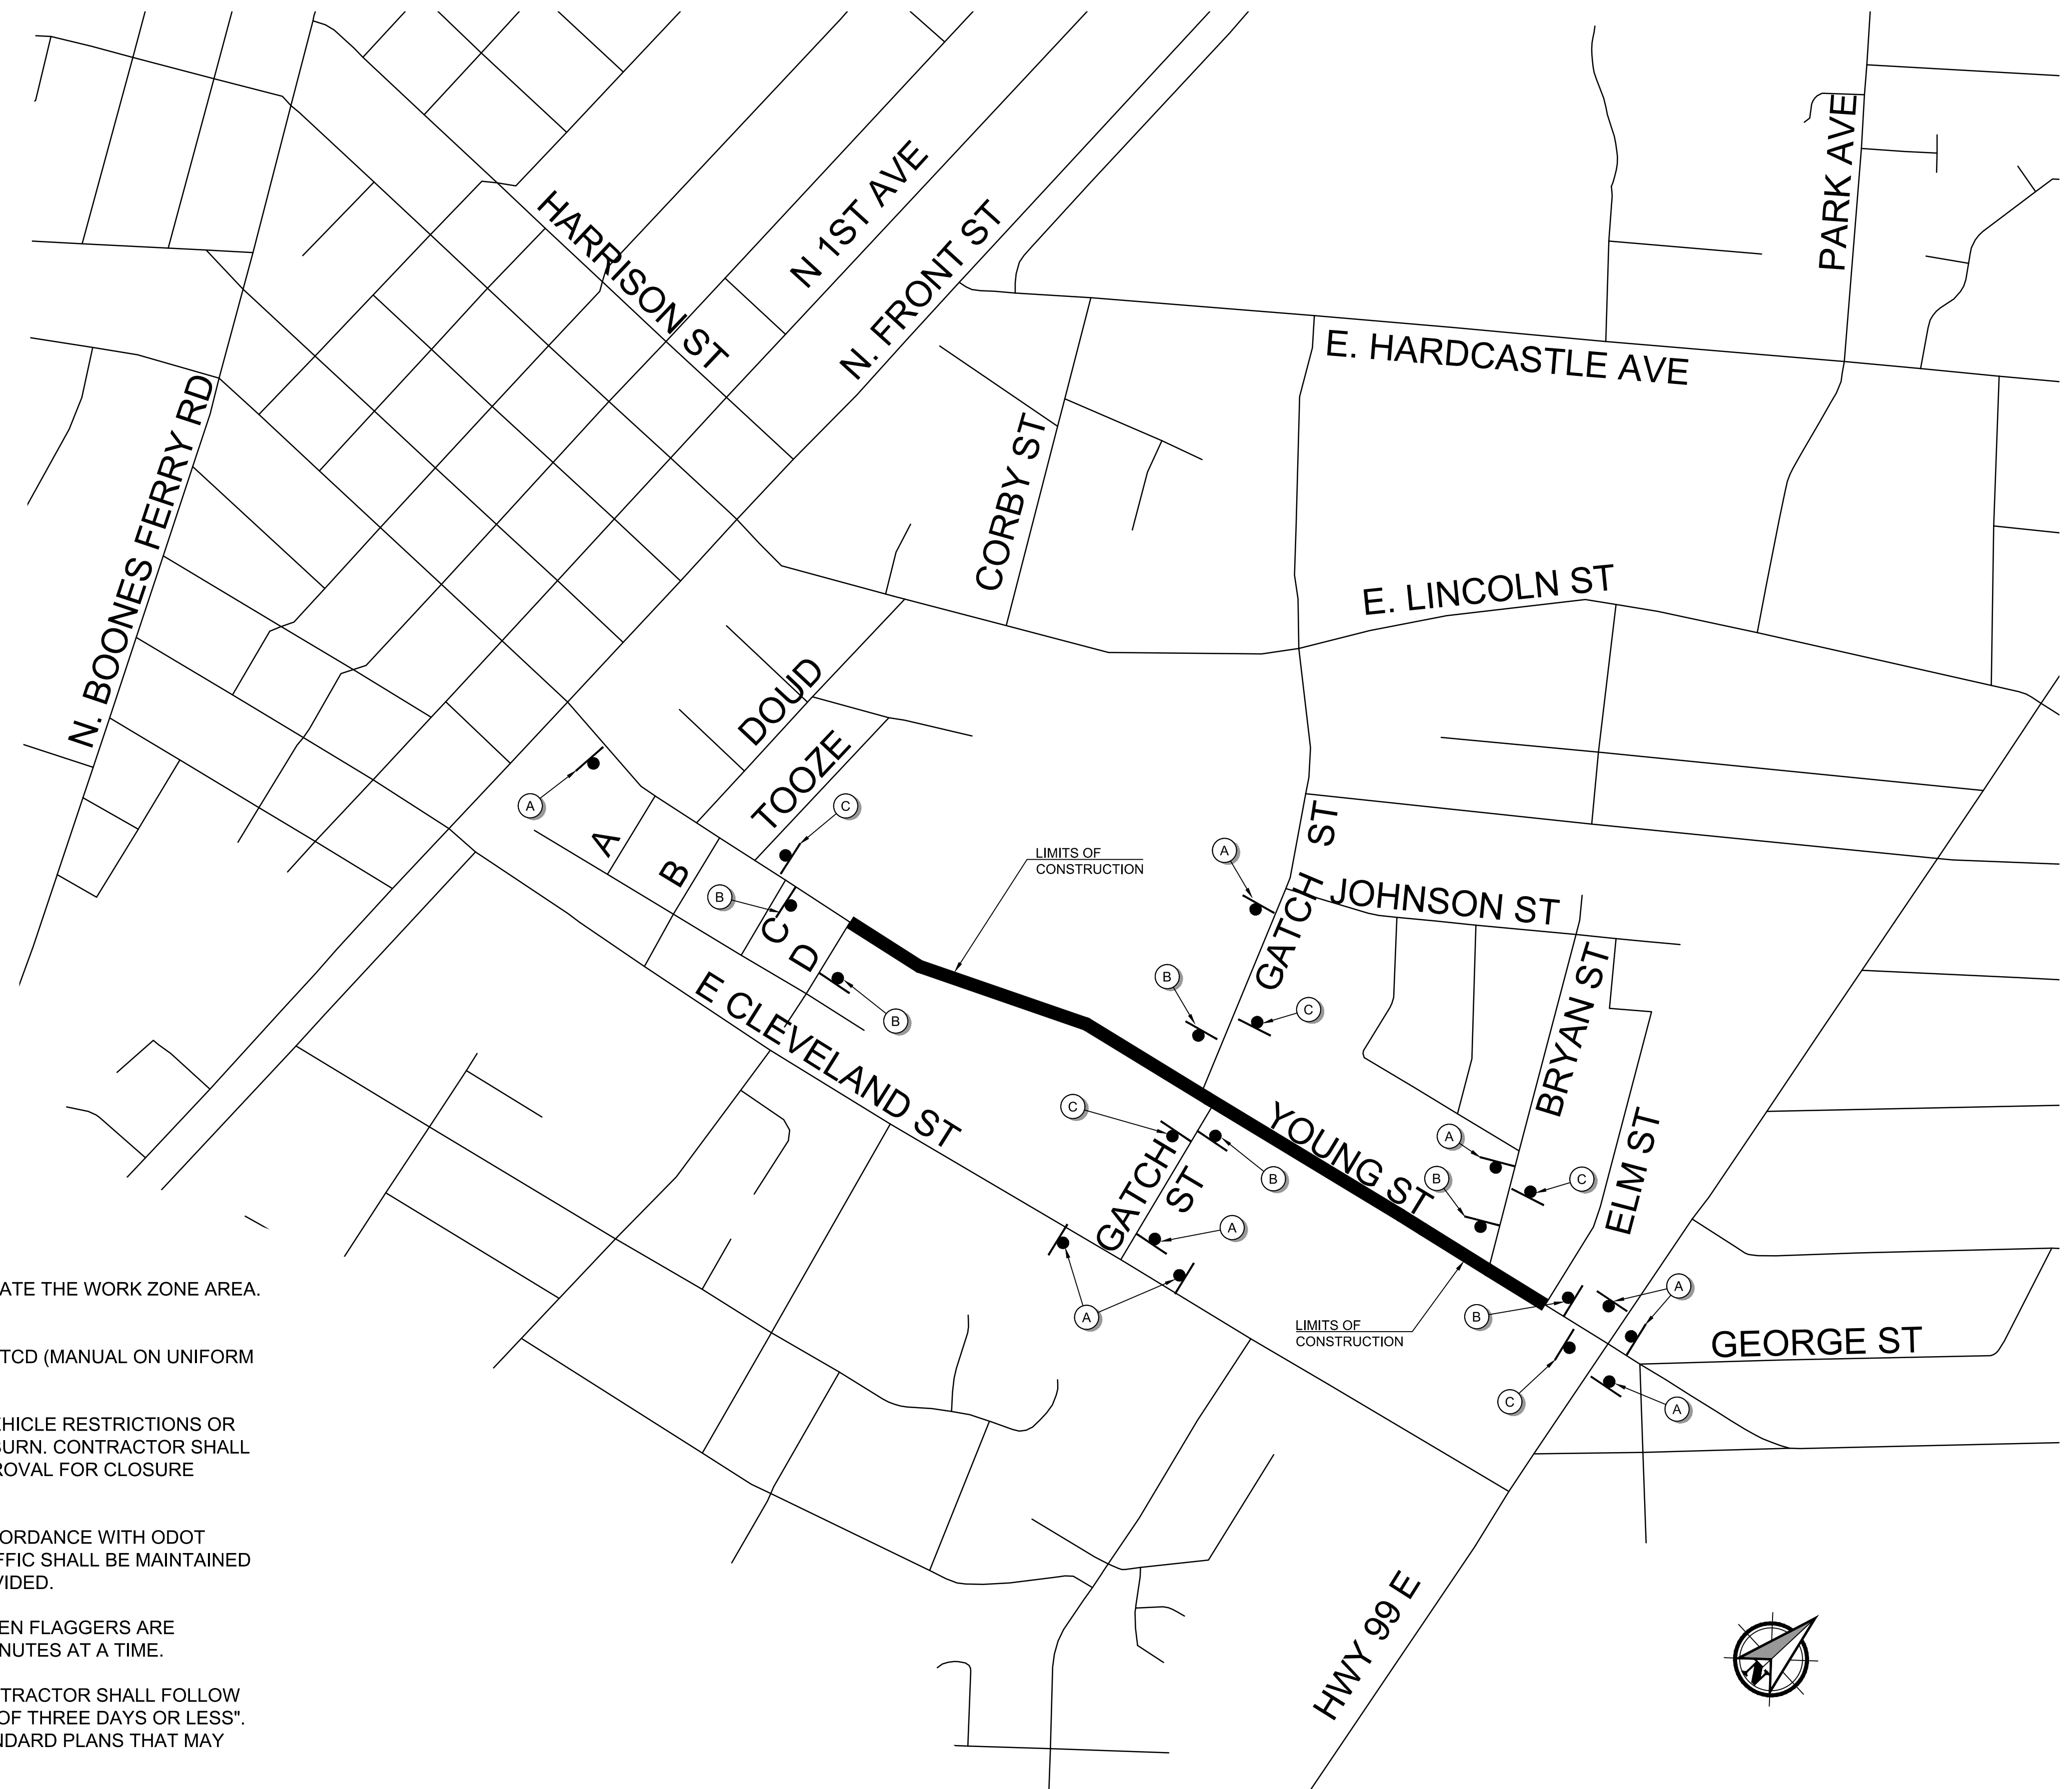 HARRISON ST
N 1ST AVE
N. FRONT ST
PARK AVE
E. HARDCASTLE AVE
N. BOONES FERRY RD
CORBY ST
E. LINCOLN ST
DOUD
TOOZE
A
C
A
B
B
C
D
B
E CLEVELAND ST
LIMITS OF
CONSTRUCTION
A
GATCH ST
JOHNSON ST
B
C
BRYAN ST
C
GATCH
ST
B
YOUNG ST
A
B
C
ELM ST
A
A
LIMITS OF
CONSTRUCTION
B
A
C
A
GEORGE ST
HWY 99 E
N
ATE THE WORK ZONE AREA.
TCD (MANUAL ON UNIFORM
HICLE RESTRICTIONS OR
BURN. CONTRACTOR SHALL
ROVAL FOR CLOSURE
ORDANCE WITH ODOT
FFIC SHALL BE MAINTAINED
VIDED.
EN FLAGGERS ARE
NUTES AT A TIME.
TRACTOR SHALL FOLLOW
OF THREE DAYS OR LESS".
NDARD PLANS THAT MAY